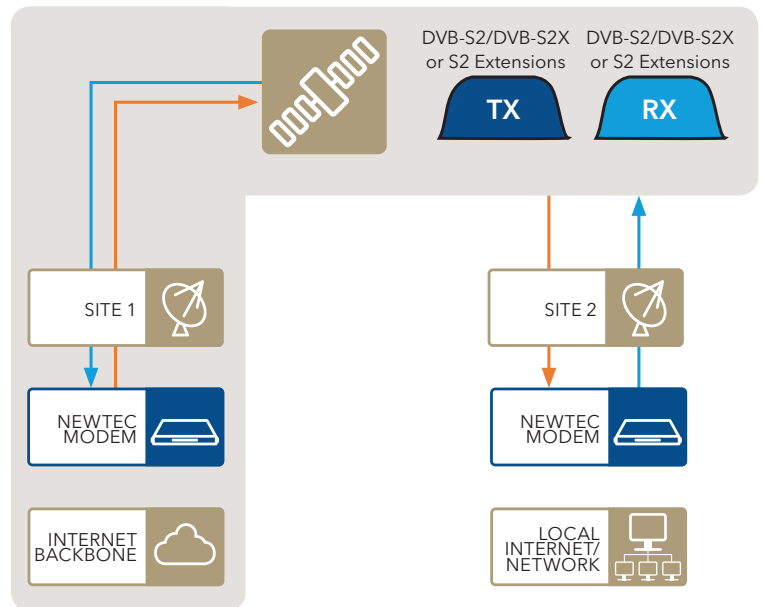 DVB-S2/DVB-S2X
or S2 Extensions
DVB-S2/DVB-S2X
or S2 Extensions
TX
RX
SITE 1
SITE 2
NEWTEC
MODEM
NEWTEC
MODEM
INTERNET
BACKBONE
LOCAL
INTERNET/
NETWORK